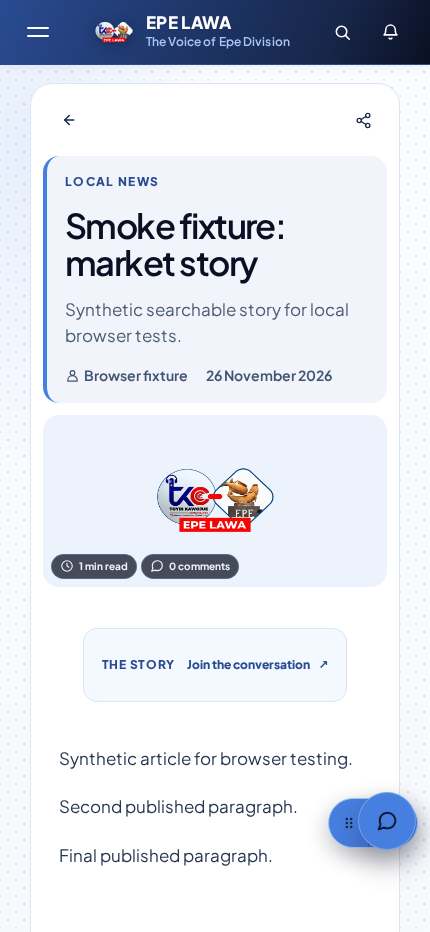 EPE LAWA
The Voice of Epe Division
LOCAL NEWS
Smoke fixture:
market story
Synthetic searchable story for local
browser tests.
Browser fixture 26 November 2026
tkc
EPE
EPE LAWA
1 min read 0 comments
THE STORY Join the conversation ↗
Synthetic article for browser testing.
Second published paragraph.
Final published paragraph.